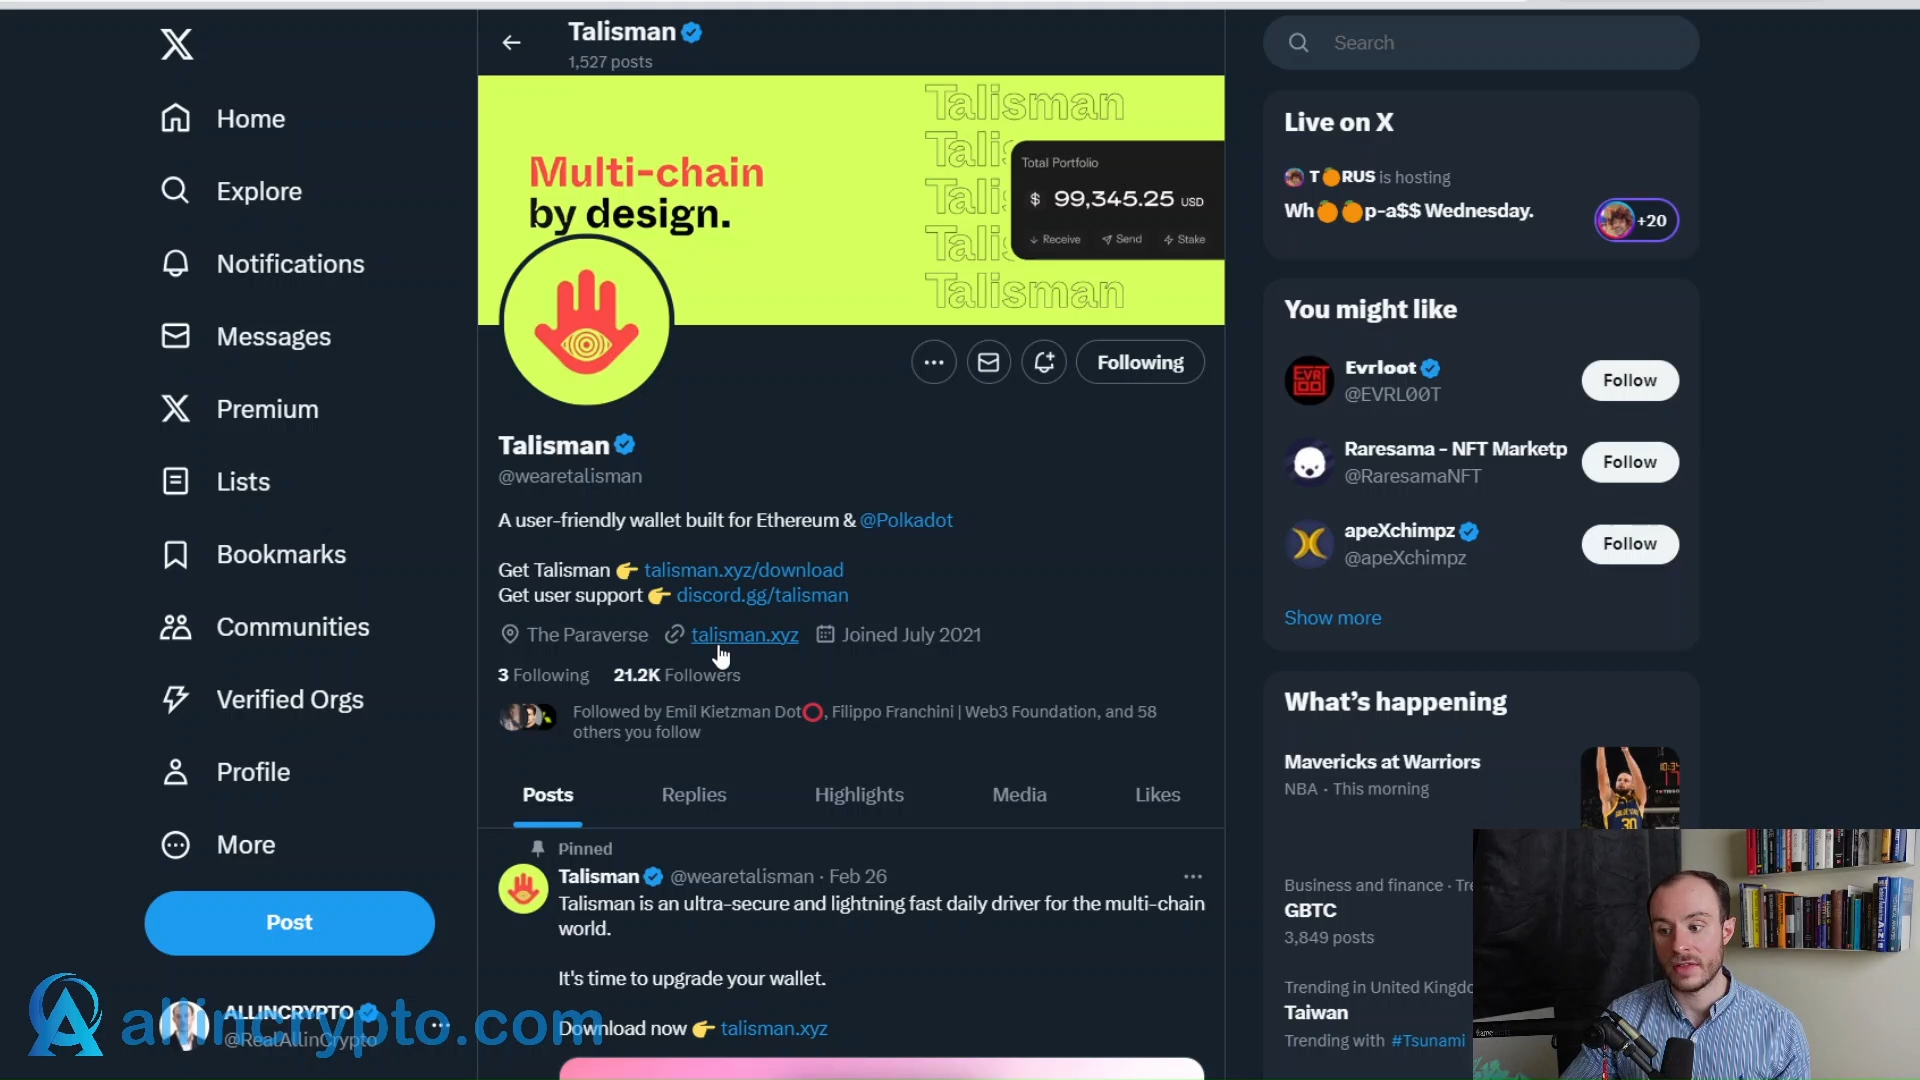 Talisman
1,527 posts
Search
Home
Explore
Notifications
Messages
Premium
Lists
Bookmarks
Communities
Verified Orgs
Profile
More
Post
ALLINCRYPTO
@RealAllinCrypto
allincrypto.com
Multi-chain
by design.
Talisman
Talis
Talis
Talis
Talisman
Total Portfolio
$ 99,345.25 USD
Receive Send Stake
Following
Talisman
@wearetalisman
A user-friendly wallet built for Ethereum & @Polkadot
Get Talisman 👉 talisman.xyz/download
Get user support 👉 discord.gg/talisman
The Paraverse talisman.xyz Joined July 2021
3 Following 21.2K Followers
Followed by Emil Kietzman Dot⭕, Filippo Franchini | Web3 Foundation, and 58
others you follow
Posts Replies Highlights Media Likes
Pinned
Talisman @wearetalisman · Feb 26
Talisman is an ultra-secure and lightning fast daily driver for the multi-chain
world.
It's time to upgrade your wallet.
Download now 👉 talisman.xyz
Live on X
T🍊RUS is hosting
Wh🍊🍊p-a$$ Wednesday.
+20
You might like
Evrloot
@EVRL00T
Follow
Raresama - NFT Marketp
@RaresamaNFT
Follow
apeXchimpz
@apeXchimpz
Follow
Show more
What's happening
Mavericks at Warriors
NBA · This morning
Business and finance · Tre
GBTC
3,849 posts
Trending in United Kingdo
Taiwan
Trending with #Tsunami